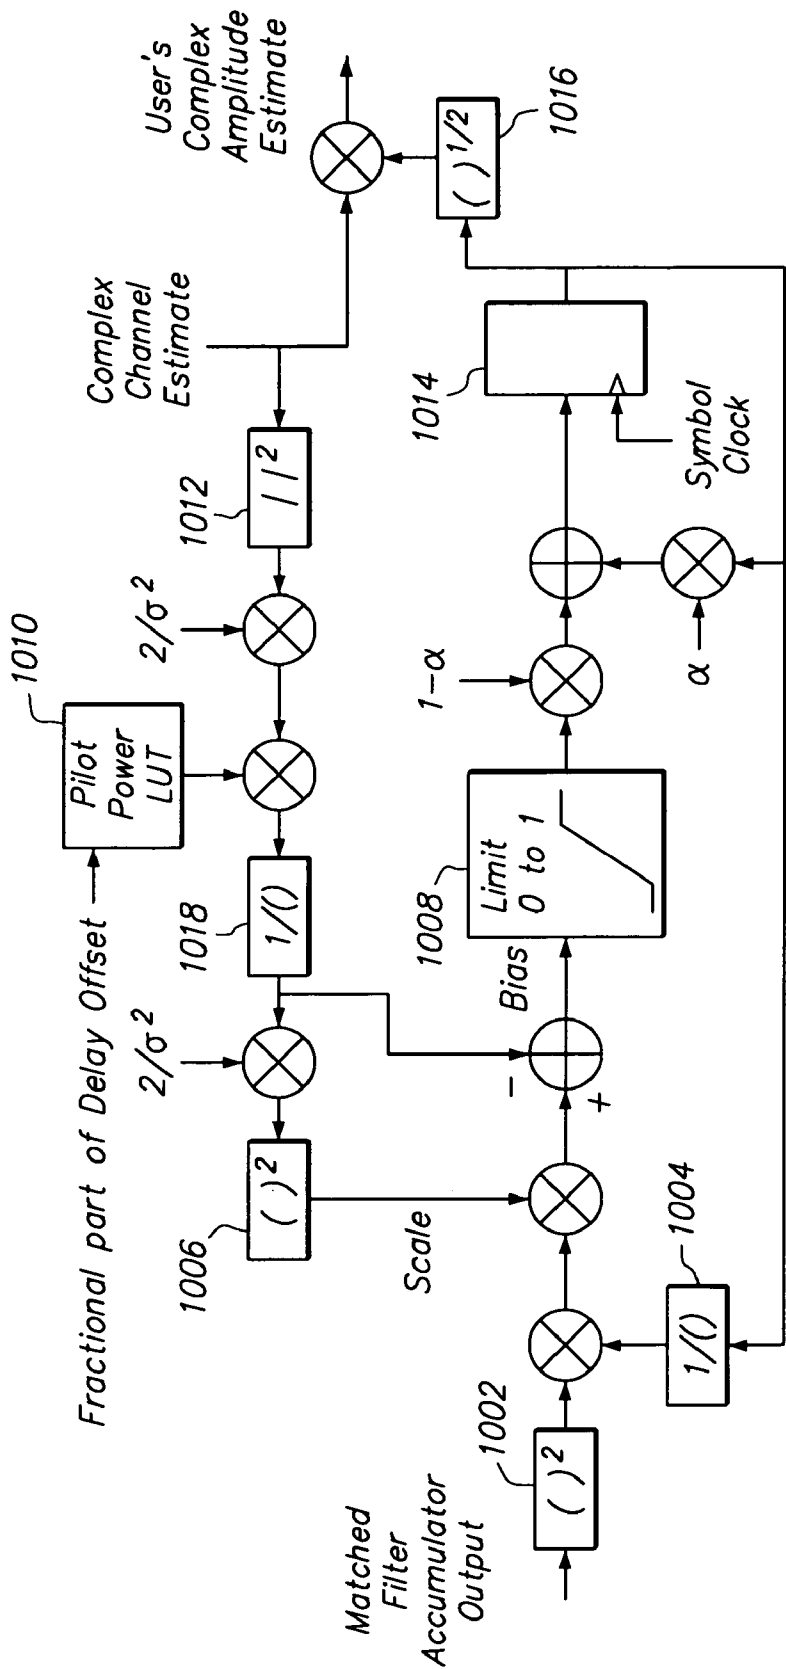 Fractional part of Delay Offset
Pilot
Power
LUT
1010
Complex
Channel
Estimate
User's
Complex
Amplitude
Estimate
2/σ²
1018
1/()
2/σ²
1012
| |²
1006
( )²
Scale
( )^1/2
1016
Matched
Filter
Accumulator
Output
1002
( )²
-
+
Bias
1008
Limit
0 to 1
1-α
1014
Symbol
Clock
1/()
1004
α